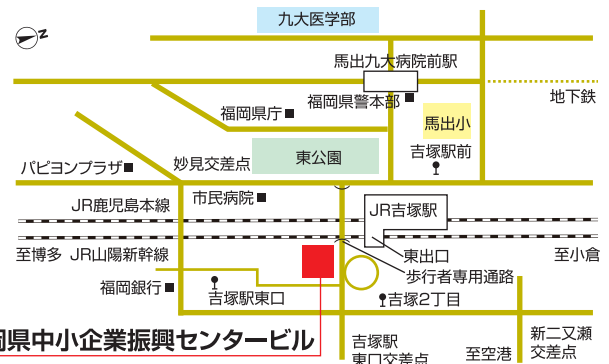 九大医学部
N
馬出九大病院前駅
地下鉄
福岡県警本部
福岡県庁
馬出小
吉塚駅前
東公園
妙見交差点
パピヨンプラザ
市民病院
JR鹿児島本線
JR吉塚駅
至博多 JR山陽新幹線
東出口
至小倉
歩行者専用通路
福岡銀行
吉塚駅東口
吉塚2丁目
岡県中小企業振興センタービル
吉塚駅
東口交差点
至空港
新二又瀬
交差点